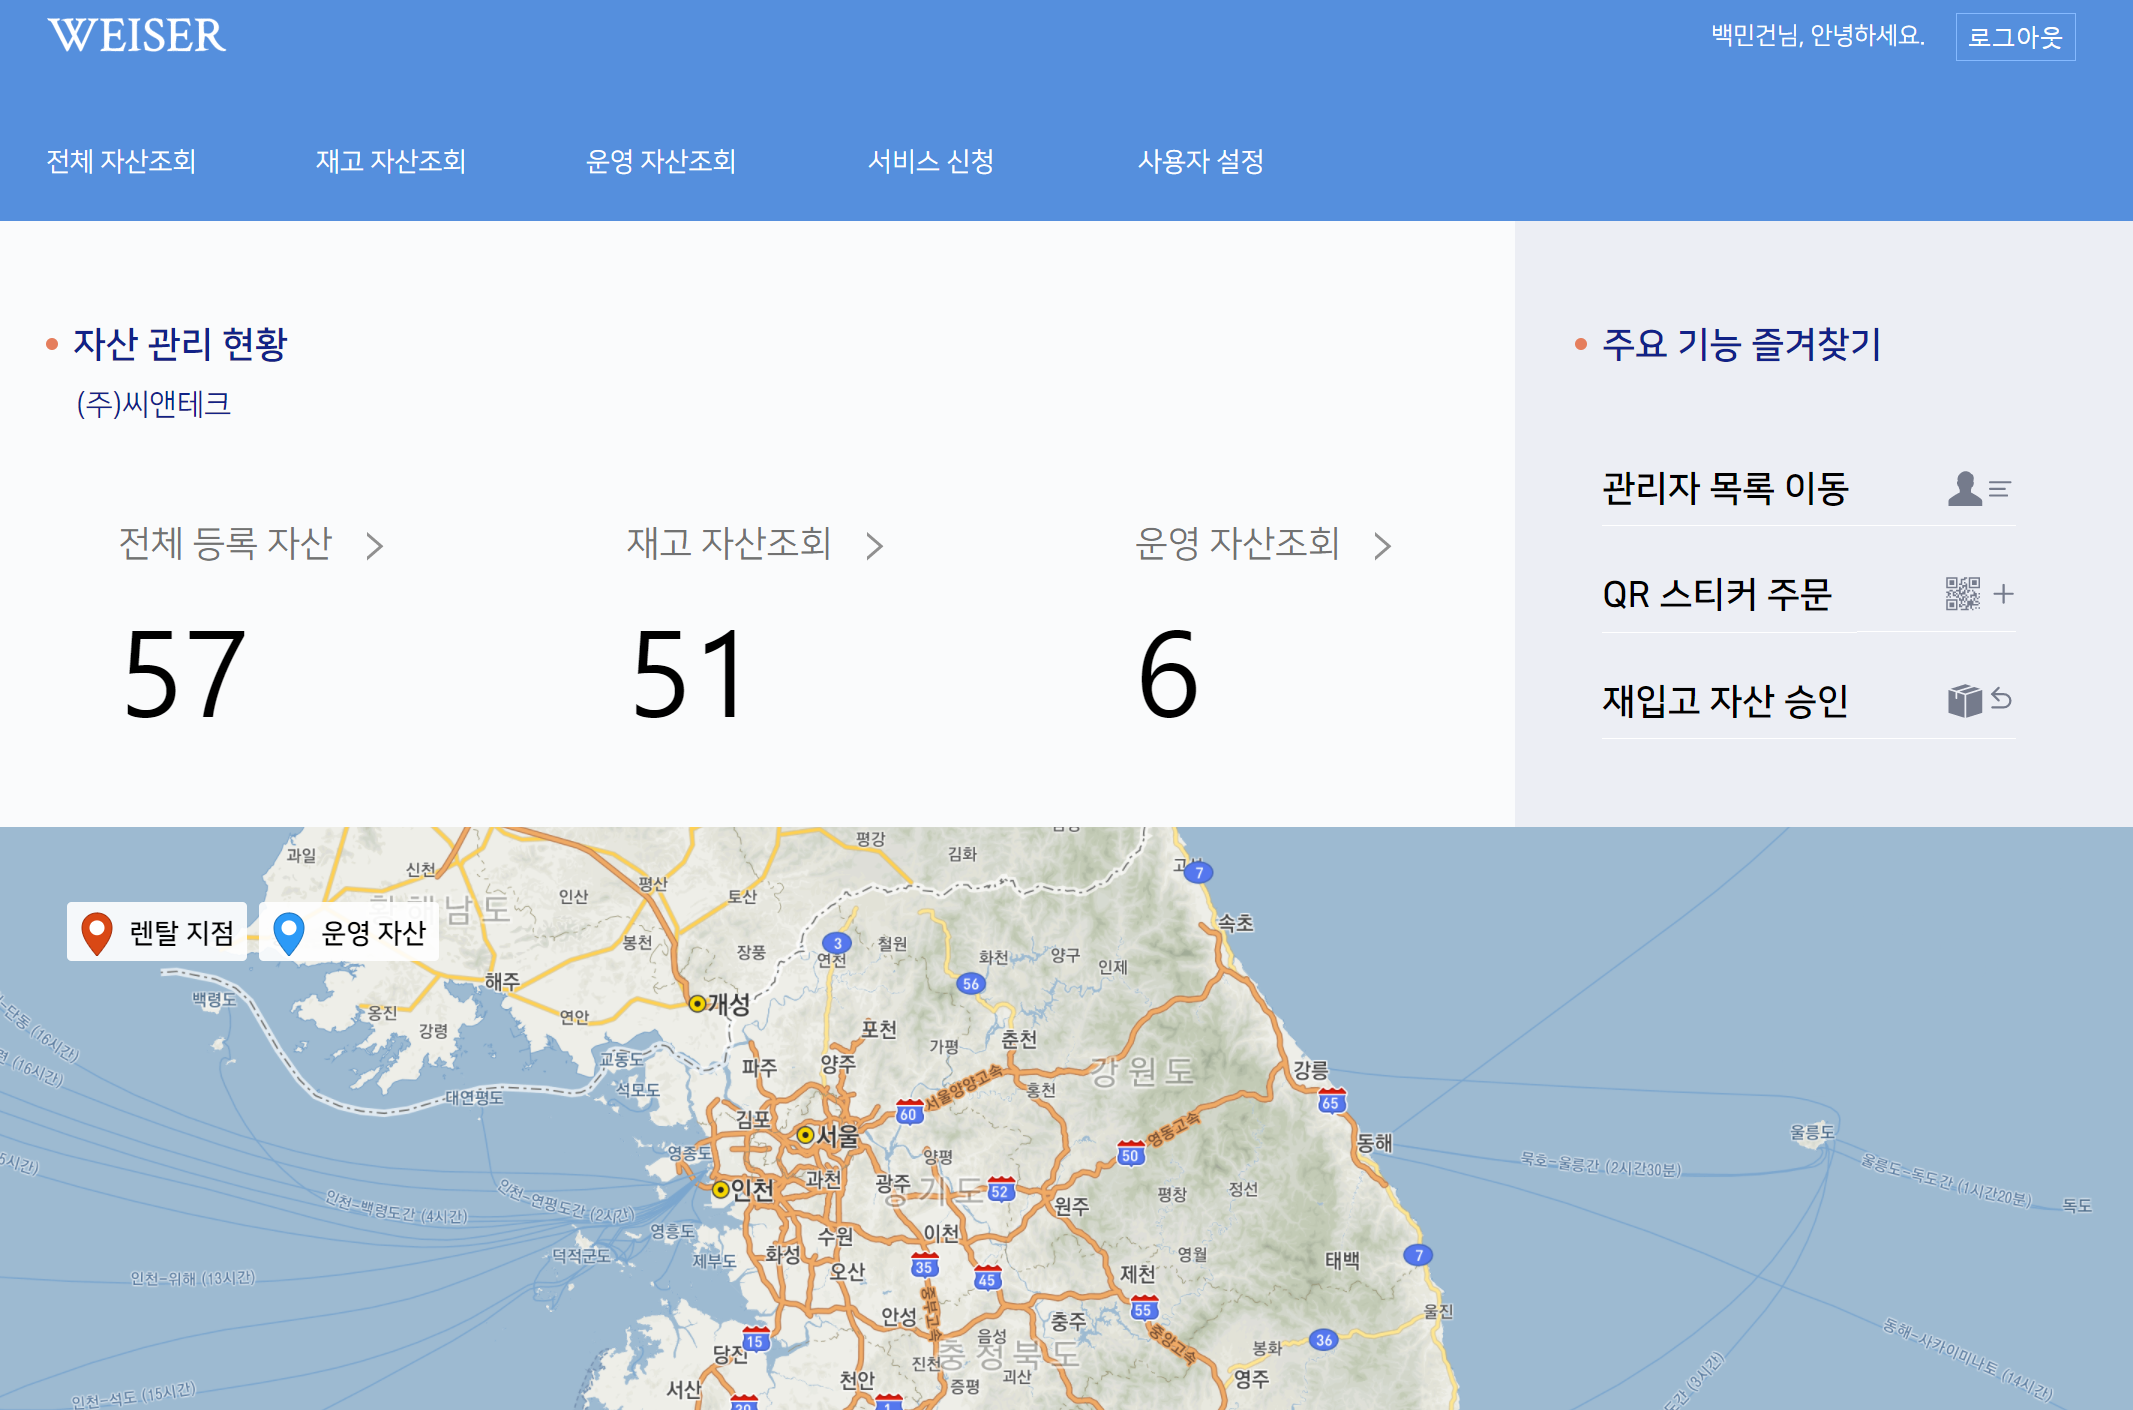 WEISER
백민건님, 안녕하세요.
로그아웃
전체 자산조회
재고 자산조회
운영 자산조회
서비스 신청
사용자 설정
자산 관리 현황
(주)씨앤테크
전체 등록 자산
재고 자산조회
운영 자산조회
57
51
6
주요 기능 즐겨찾기
관리자 목록 이동
QR 스티커 주문
재입고 자산 승인
렌탈 지점
운영 자산
과일
신천
평강
김화
7
인산
평산
토산
속초
봉천
장풍
3
연천
철원
화천
양구
인제
56
백령도
해주
옹진
강령
연안
개성
포천
가평
춘천
강원도
강릉
교동도
석모도
파주
양주
홍천
65
대연평도
김포
60
서울양양고속
서울
영동고속
50
동해
울릉도
묵호-울릉간 (2시간30분)
울릉도-독도간 (1시간20분)
독도
영종도
인천
과천
양평
광주
경기도
52
원주
평창
정선
인천-백령도간 (4시간)
인천-연평도간 (2시간)
영흥도
덕적군도
제부도
화성
수원
이천
오산
35
45
영월
제천
태백
7
인천-위해 (13시간)
안성
중부고속
음성
충주
55
중앙고속
울진
15
당진
진천
충청북도
봉화
36
서산
천안
증평
괴산
영주
동해-사카이미나토 (14시간)
인천-석도 (15시간)
1